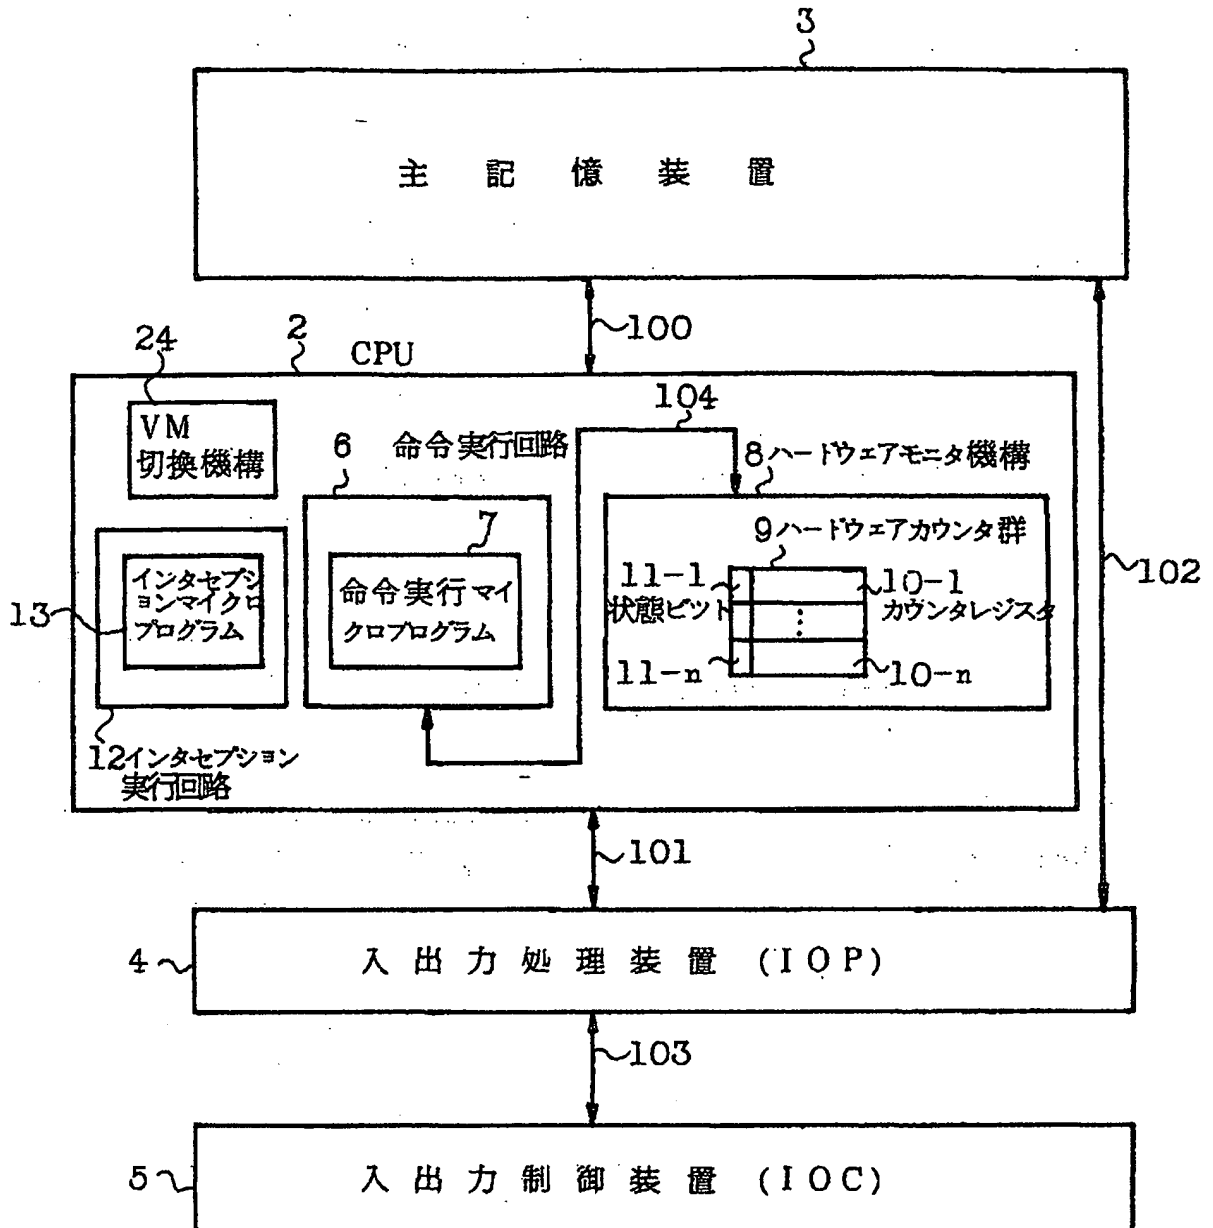 3
主記憶装置
100
24
2
CPU
104
VM
切換機構
6
命令実行回路
8ハードウェアモニタ機構
7
9ハードウェアカウンタ群
インタセプシ
ョンマイクロ
プログラム
命令実行マイ
クロプログラム
11-1
10-1
102
13
状態ビット
カウンタレジスタ
11-n
10-n
12インタセプション
実行回路
101
4
入出力処理装置(IOP)
103
5
入出力制御装置(IOC)